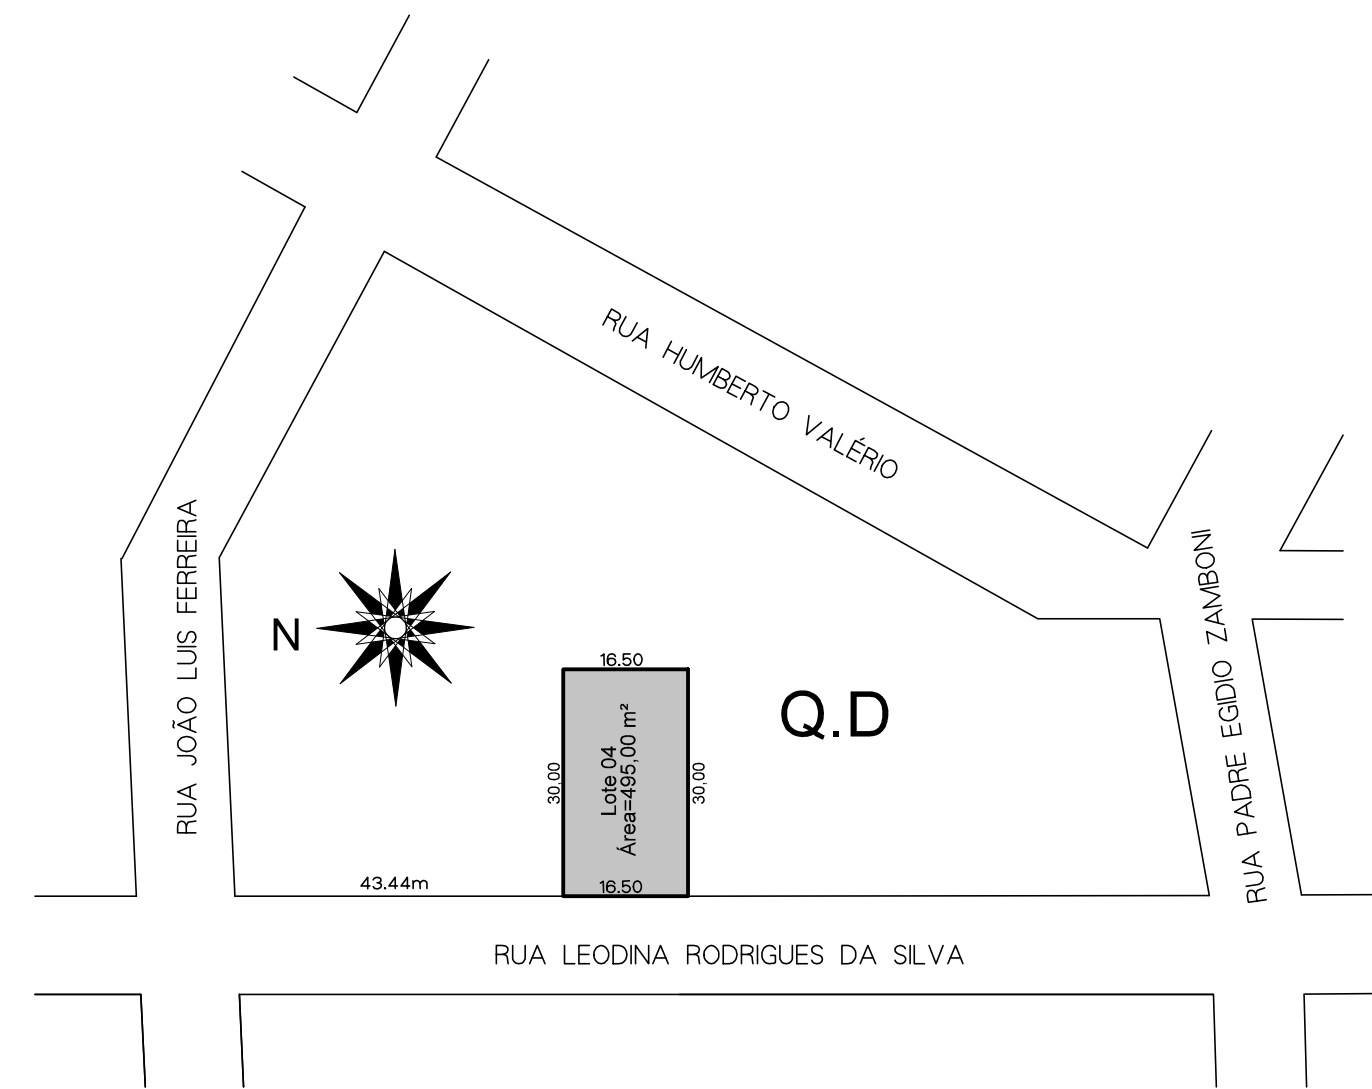 RUA HUMBERTO VALÉRIO
RUA JOÃO LUIS FERREIRA
RUA PADRE EGIDIO ZAMBONI
N
16.50
Q.D
30,00
Lote 04
Área=495,00 m²
30,00
43.44m
16.50
RUA LEODINA RODRIGUES DA SILVA